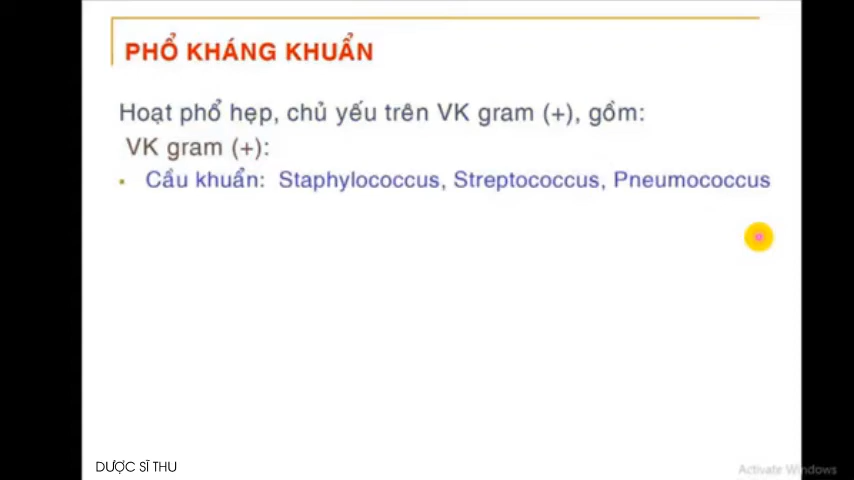 PHỔ KHÁNG KHUẨN
Hoạt phổ hẹp, chủ yếu trên VK gram (+), gồm:
VK gram (+):
• Cầu khuẩn: Staphylococcus, Streptococcus, Pneumococcus
DƯỢC SĨ THU
Activate Windows